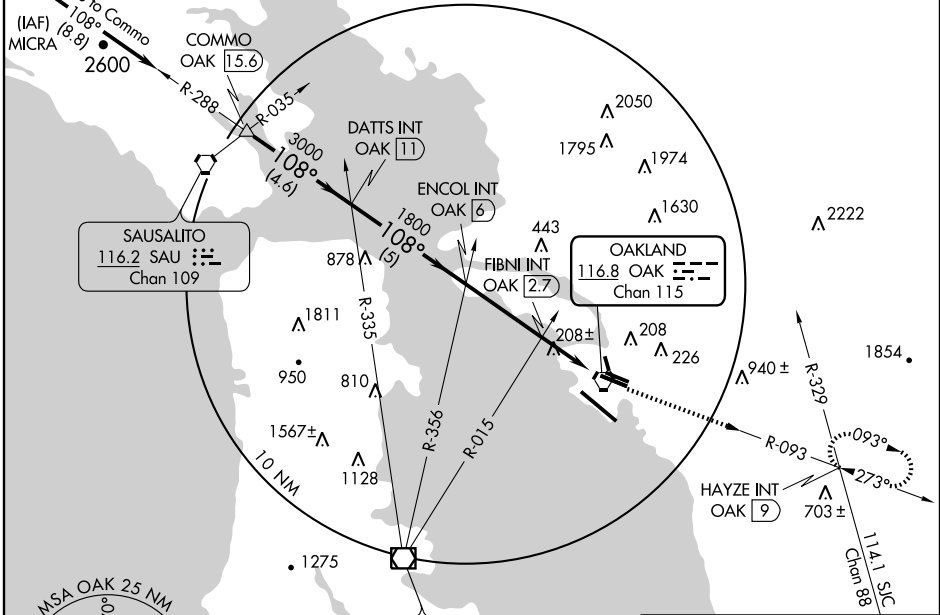 to Commo
108°
(8.8)
(IAF)
MICRA
2600
COMMO
OAK 15.6
R-288
R-035
3000
108°
(4.6)
DATTS INT
OAK 11
2050
1795
1974
ENCOL INT
OAK 6
1630
2222
1800
108°
(5)
443
SAUSALITO
116.2 SAU
Chan 109
OAKLAND
116.8 OAK
Chan 115
FIBNI INT
OAK 2.7
878
R-335
1811
208±
208
226
950
810
940±
1854
R-329
R-356
R-015
1567±
1128
10 NM
R-093
093°
273°
HAYZE INT
OAK 9
703±
1275
114.1 SJC
Chan 88
MSA OAK 25 NM